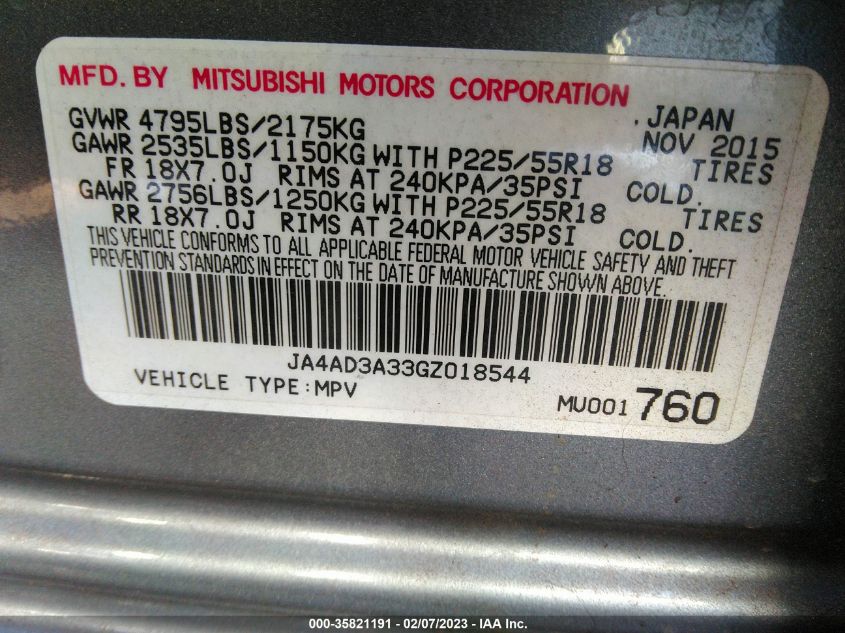 MFD. BY MITSUBISHI MOTORS CORPORATION
. JAPAN
GVWR 4795LBS/2175KG NOV 2015
GAWR 2535LBS/1150KG WITH P225/55R18 TIRES
FR 18X7.0J RIMS AT 240KPA/35PSI COLD.
GAWR 2756LBS/1250KG WITH P225/55R18 TIRES
RR 18X7.0J RIMS AT 240KPA/35PSI COLD.
THIS VEHICLE CONFORMS TO ALL APPLICABLE FEDERAL MOTOR VEHICLE SAFETY AND THEFT
PREVENTION STANDARDS IN EFFECT ON THE DATE OF MANUFACTURE SHOWN ABOVE.
JA4AD3A33GZ018544
VEHICLE TYPE:MPV
MU001 760
000-35821191 - 02/07/2023 - IAA Inc.